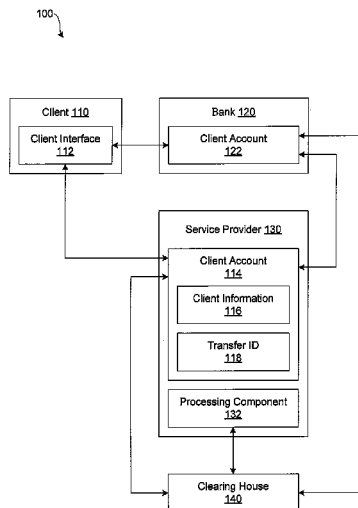 100
Client 110
Client Interface
112
Bank 120
Client Account
122
Service Provider 130
Client Account
114
Client Information
116
Transfer ID
118
Processing Component
132
Clearing House
140